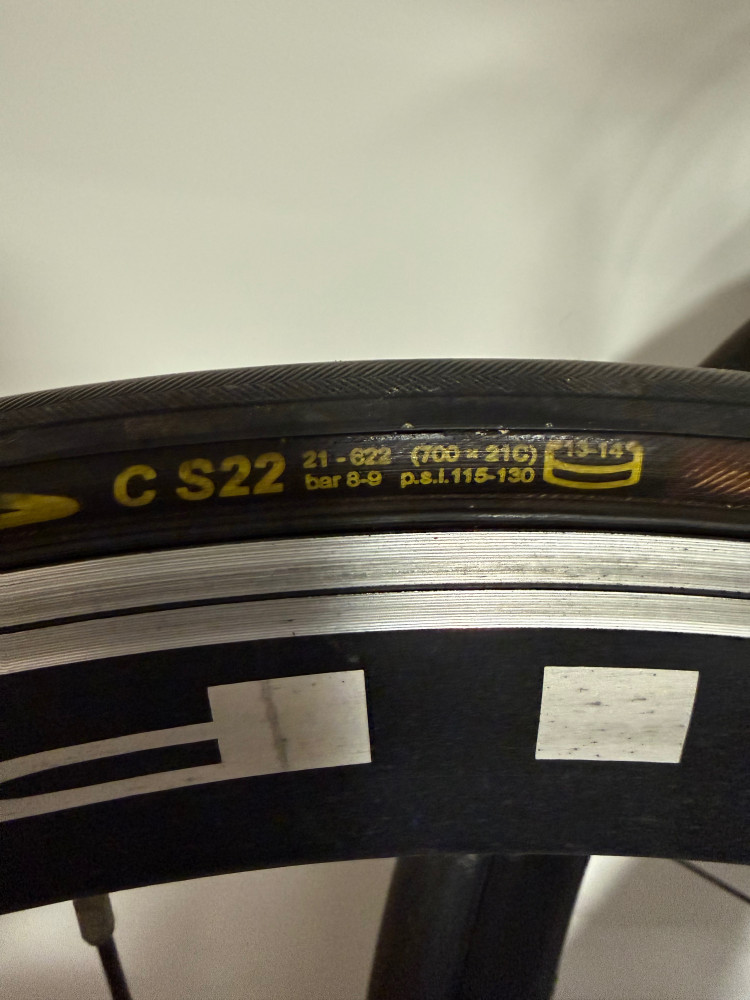 C S22
21 - 622 (700 x 21C)
bar 8-9 p.s.i.115-130
13-14